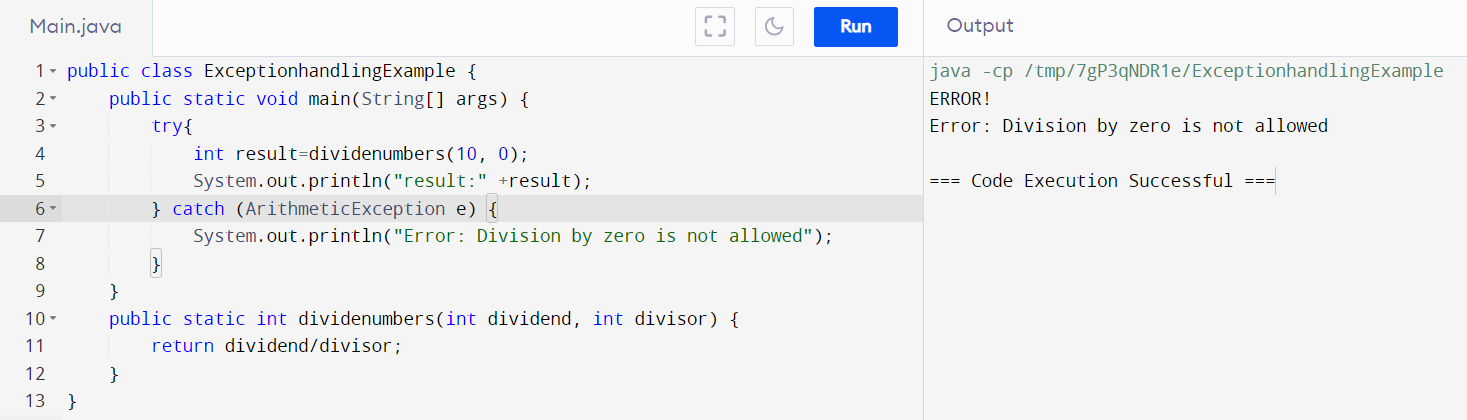 Main.java
Run
Output
1 public class ExceptionhandlingExample {
2 public static void main(String[] args) {
3 try{
4 int result=dividenumbers(10, 0);
5 System.out.println("result:" +result);
6 } catch (ArithmeticException e) {
7 System.out.println("Error: Division by zero is not allowed");
8 }
9 }
10 public static int dividenumbers(int dividend, int divisor) {
11 return dividend/divisor;
12 }
13 }
java -cp /tmp/7gP3qNDR1e/ExceptionhandlingExample
ERROR!
Error: Division by zero is not allowed
=== Code Execution Successful ===